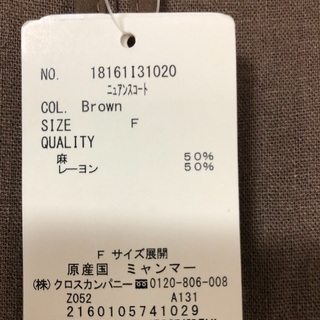 NO. 18161I31020
ニュアンスコート
COL. Brown
SIZE F
QUALITY
麻 50%
レーヨン 50%
F サイズ展開
原産国 ミャンマー
(株)クロスカンパニー☎0120-806-008
Z052 A131
2160105741029